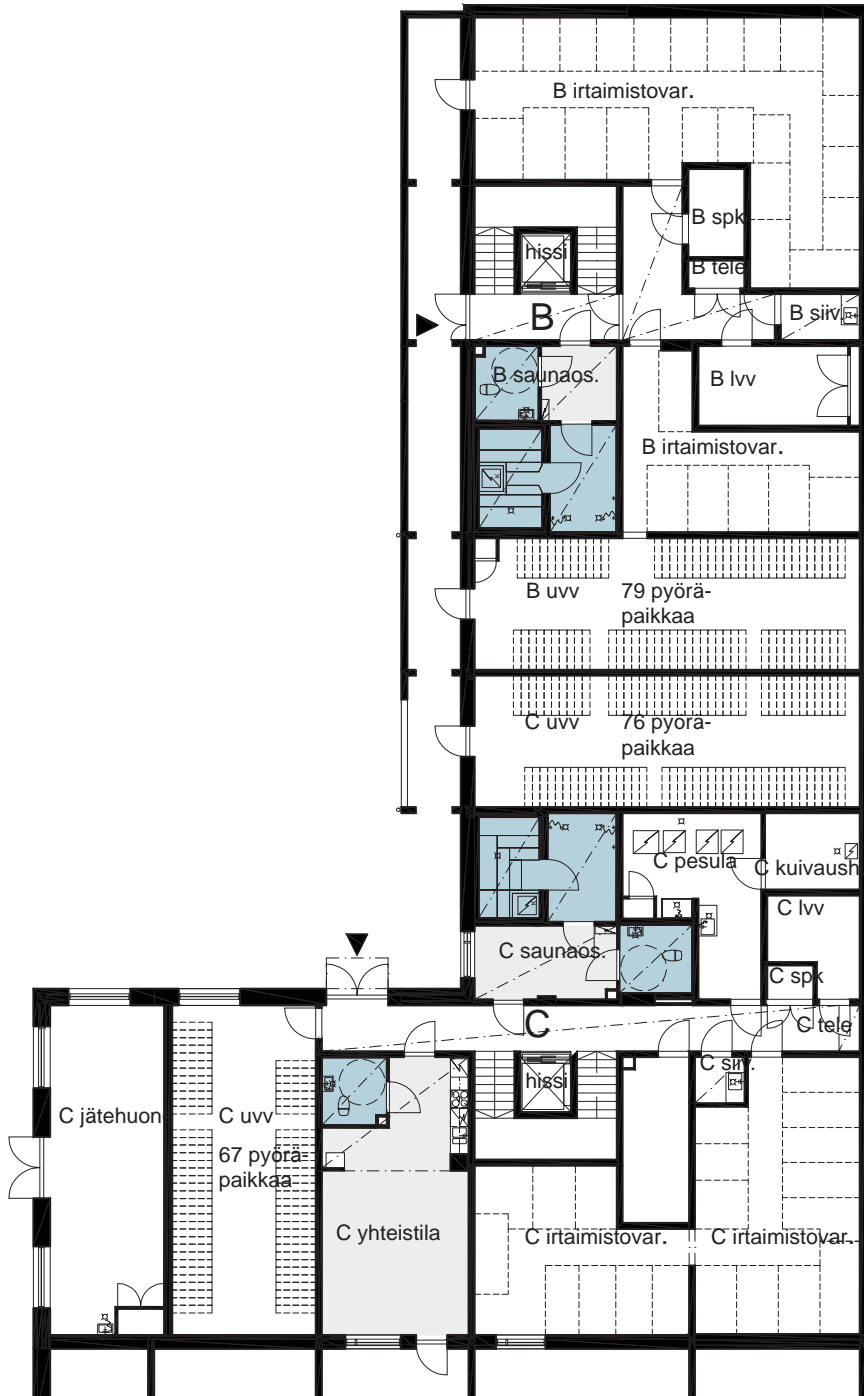 B irtaimistovar.
B spk
hissi
B tele
B siiv.
B
B saunaos.
B lvv
B irtaimistovar.
B uvv
79 pyörä-
paikkaa
C uvv
76 pyörä-
paikkaa
C pesula
C kuivaush
C lvv
C saunaos.
C spk
C
C tele
C siiv.
hissi
C jätehuon
C uvv
67 pyörä-
paikkaa
C yhteistila
C irtaimistovar.
C irtaimistovar.